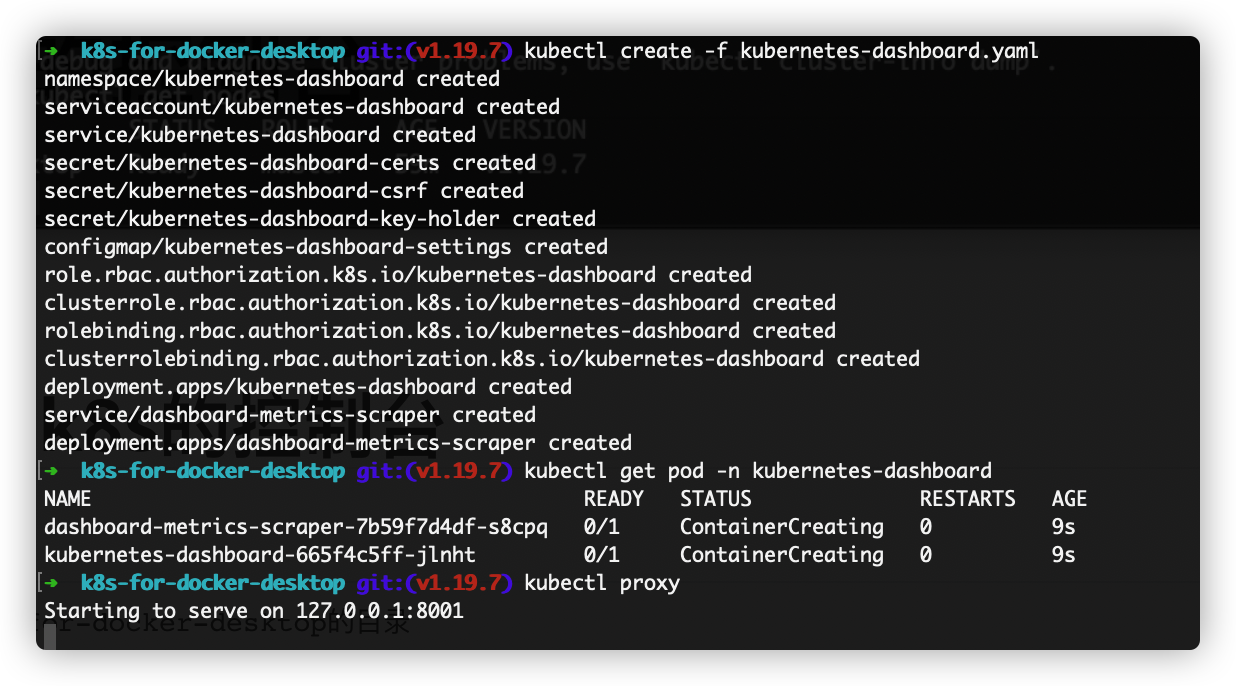 [➜ k8s-for-docker-desktop git:(v1.19.7) kubectl create -f kubernetes-dashboard.yaml
namespace/kubernetes-dashboard created
serviceaccount/kubernetes-dashboard created
service/kubernetes-dashboard created
secret/kubernetes-dashboard-certs created
secret/kubernetes-dashboard-csrf created
secret/kubernetes-dashboard-key-holder created
configmap/kubernetes-dashboard-settings created
role.rbac.authorization.k8s.io/kubernetes-dashboard created
clusterrole.rbac.authorization.k8s.io/kubernetes-dashboard created
rolebinding.rbac.authorization.k8s.io/kubernetes-dashboard created
clusterrolebinding.rbac.authorization.k8s.io/kubernetes-dashboard created
deployment.apps/kubernetes-dashboard created
service/dashboard-metrics-scraper created
deployment.apps/dashboard-metrics-scraper created
[➜ k8s-for-docker-desktop git:(v1.19.7) kubectl get pod -n kubernetes-dashboard
NAME READY STATUS RESTARTS AGE
dashboard-metrics-scraper-7b59f7d4df-s8cpq 0/1 ContainerCreating 0 9s
kubernetes-dashboard-665f4c5ff-jlnht 0/1 ContainerCreating 0 9s
[➜ k8s-for-docker-desktop git:(v1.19.7) kubectl proxy
Starting to serve on 127.0.0.1:8001